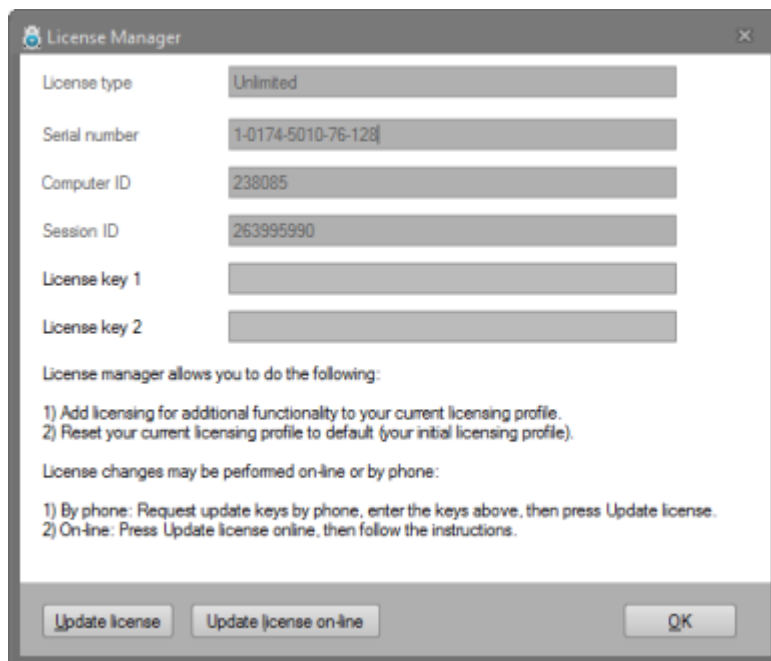 License Manager
License type Unlimited
Serial number 1-0174-5010-76-128
Computer ID 238085
Session ID 263995990
License key 1
License key 2
License manager allows you to do the following:
1) Add licensing for additional functionality to your current licensing profile.
2) Reset your current licensing profile to default (your initial licensing profile).
License changes may be performed on-line or by phone:
1) By phone: Request update keys by phone, enter the keys above, then press Update license.
2) On-line: Press Update license online, then follow the instructions.
Update license Update license on-line OK